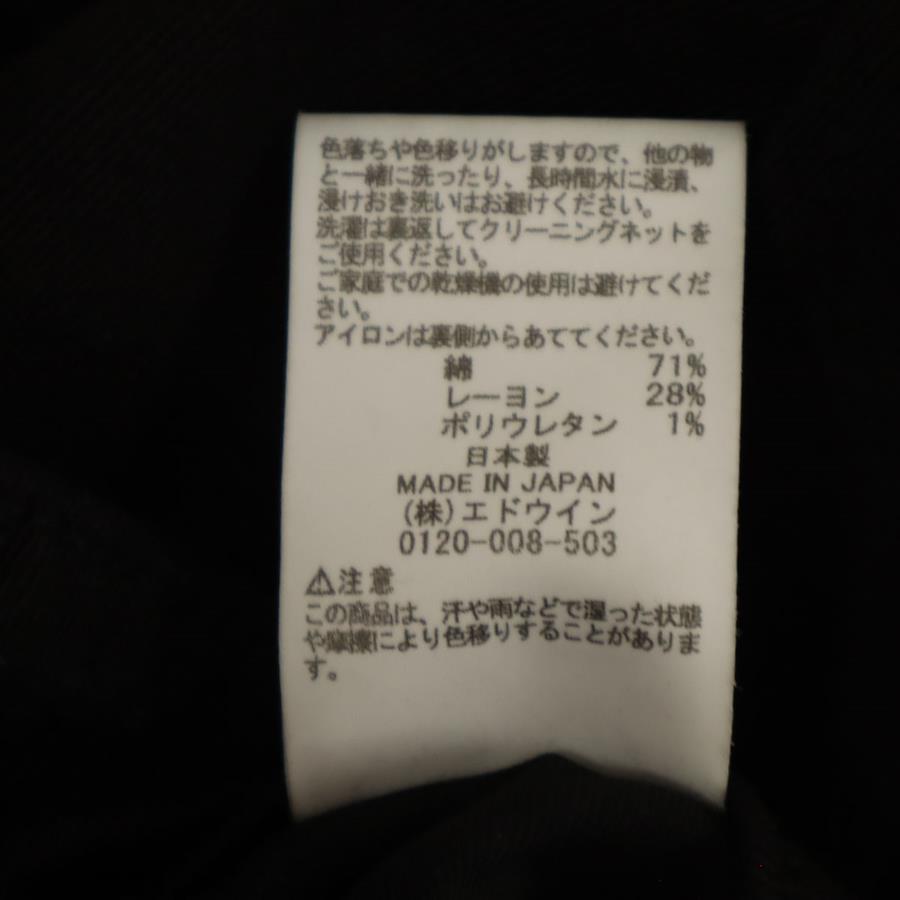 色落ちや色移りがしますので、他の物
と一緒に洗ったり、長時間水に浸漬、
浸けおき洗いはお避けください。
洗濯は裏返してクリーニングネットを
ご使用ください。
ご家庭での乾燥機の使用は避けてくだ
さい。
アイロンは裏側からあててください。
綿 71%
レーヨン 28%
ポリウレタン 1%
日本製
MADE IN JAPAN
(株)エドウイン
0120-008-503
⚠注意
この商品は、汗や雨などで湿った状態
や摩擦により色移りすることがありま
す。